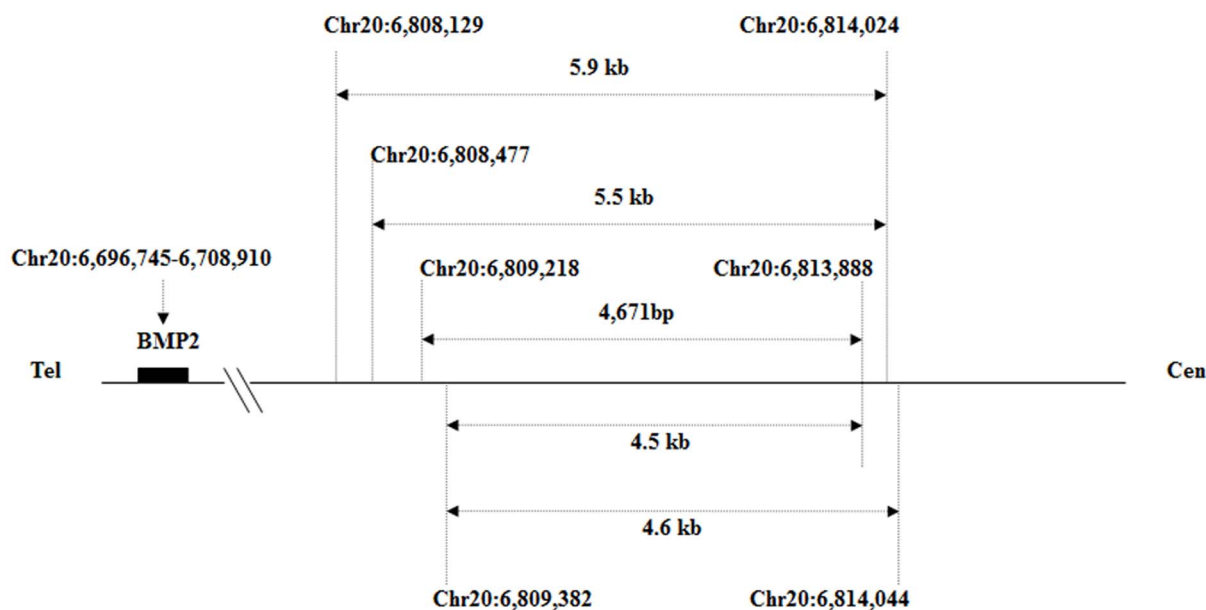 Chr20:6,808,129
Chr20:6,814,024
5.9 kb
Chr20:6,808,477
5.5 kb
Chr20:6,696,745-6,708,910
Chr20:6,809,218
Chr20:6,813,888
4,671bp
BMP2
Tel
Cen
4.5 kb
4.6 kb
Chr20:6,809,382
Chr20:6,814,044